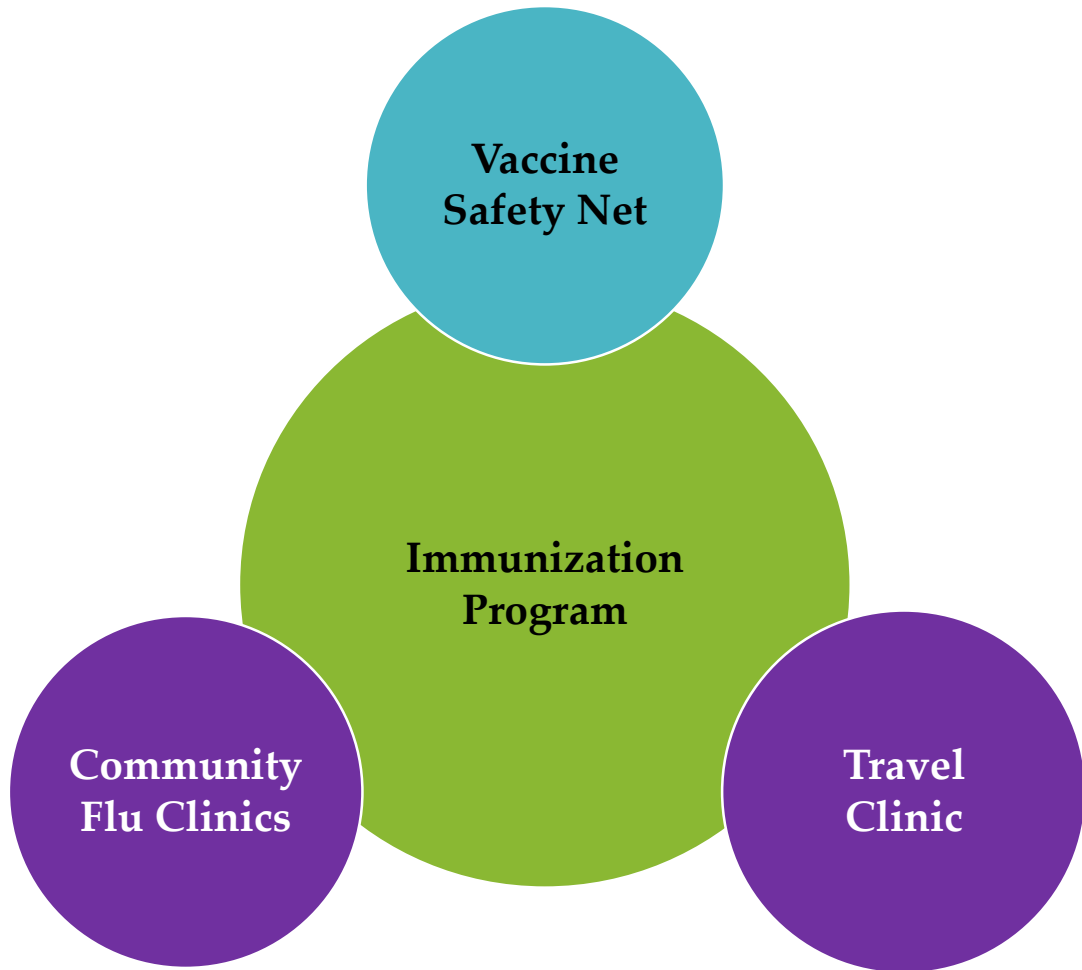 Vaccine
Safety Net
Immunization
Program
Community
Flu Clinics
Travel
Clinic